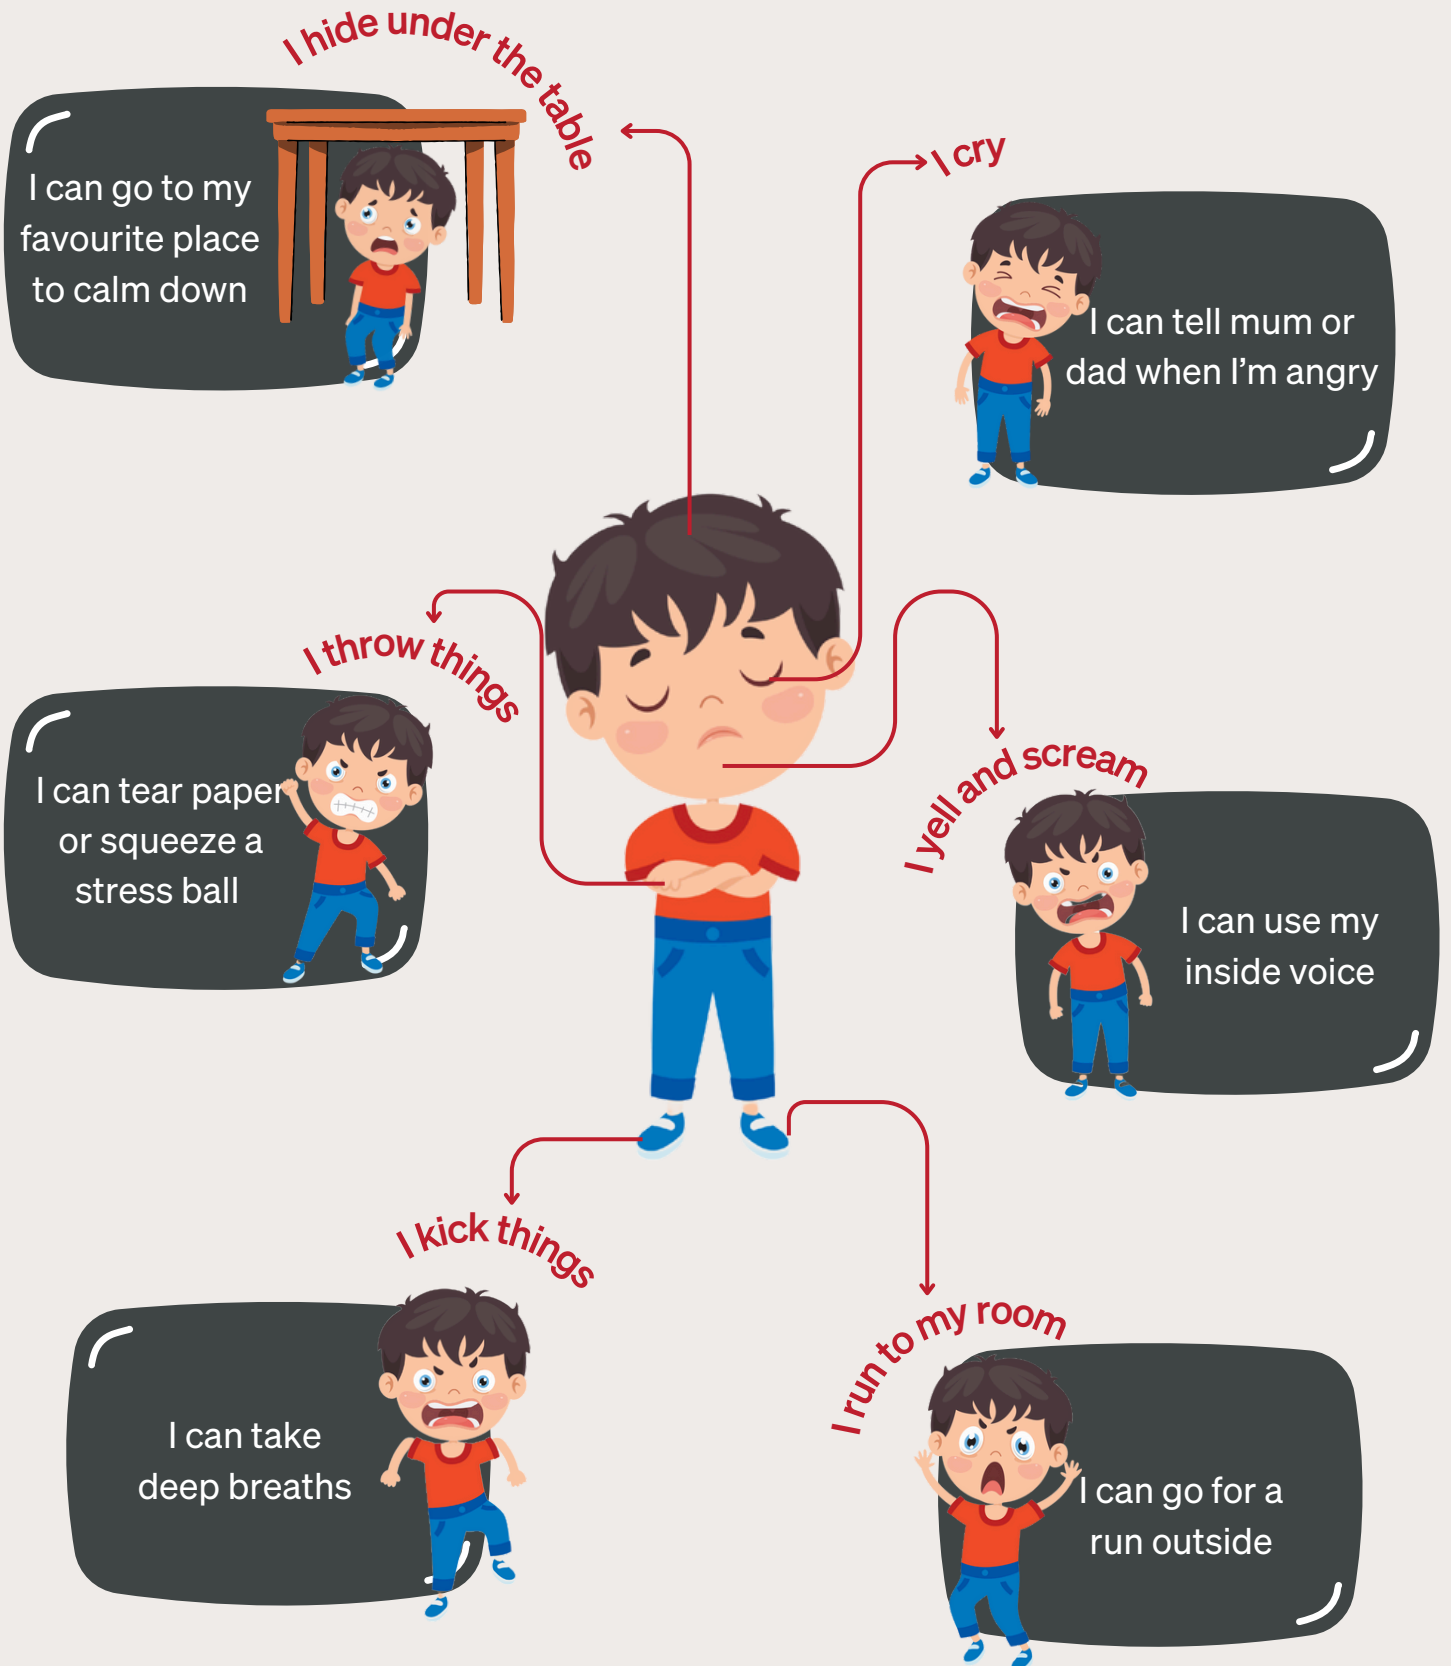 I hide under the table
I can go to my
favourite place
to calm down
I cry
I can tell mum or
dad when I'm angry
I throw things
I can tear paper
or squeeze a
stress ball
I yell and scream
I can use my
inside voice
I kick things
I can take
deep breaths
I run to my room
I can go for a
run outside